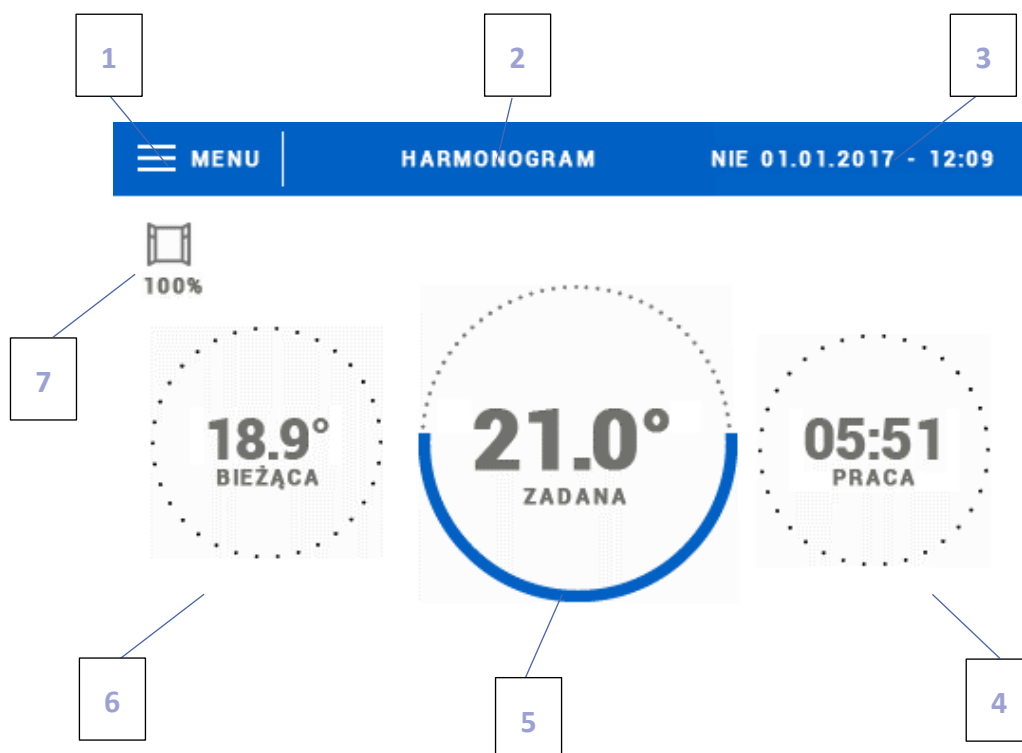 1
2
3
MENU
HARMONOGRAM
NIE 01.01.2017 - 12:09
100%
7
18.9°
BIEŻĄCA
21.0°
ZADANA
05:51
PRACA
6
5
4